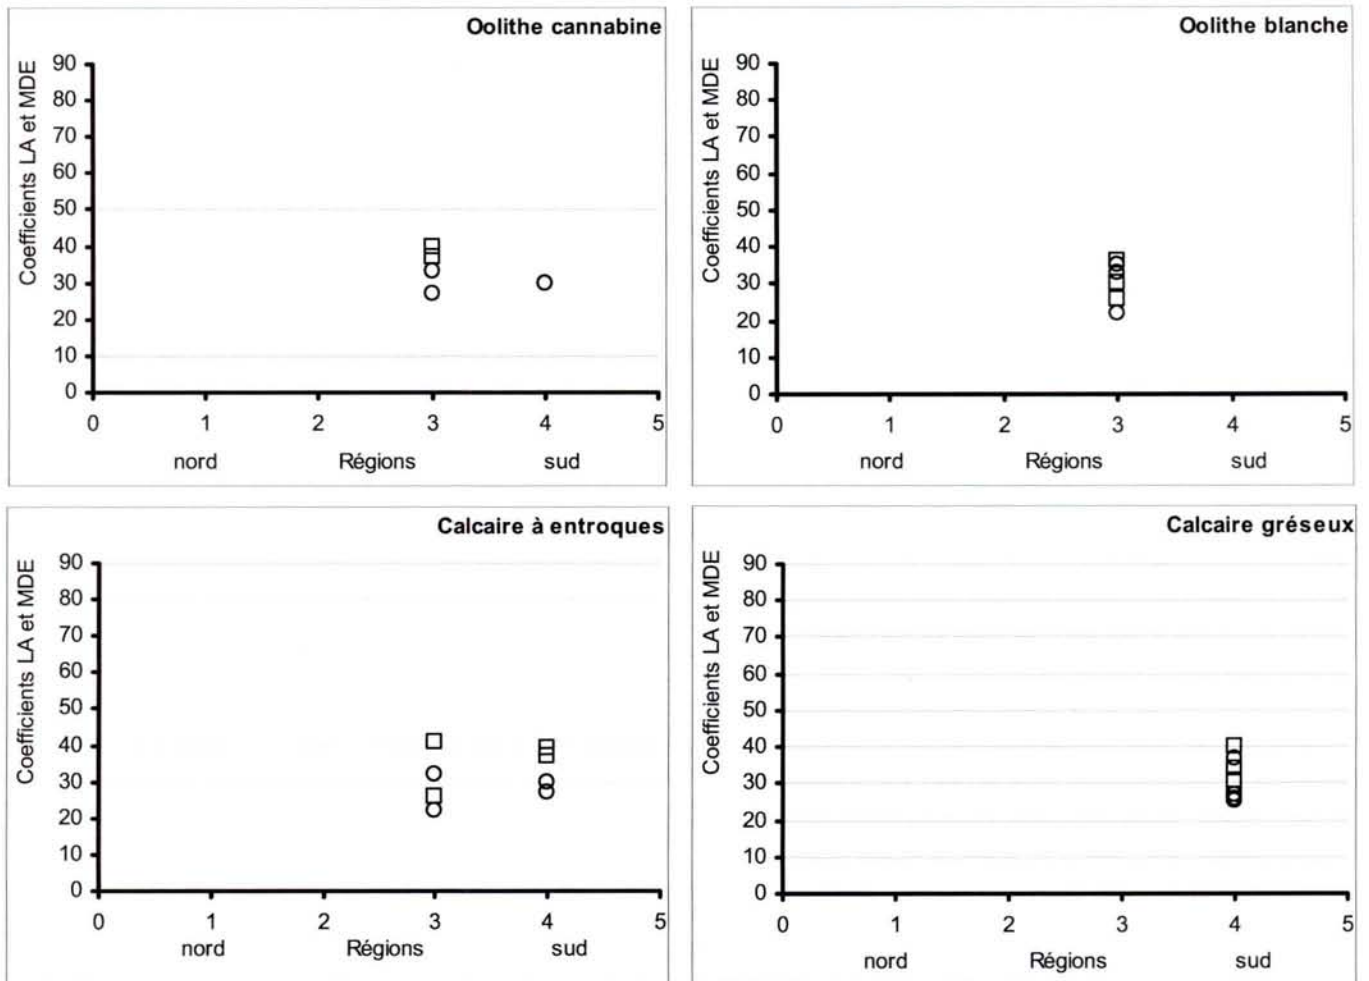 Oolithe cannabine
Coefficients LA et MDE
90
80
70
60
50
40
30
20
10
0
0 1 2 3 4 5
nord Régions sud
Oolithe blanche
Coefficients LA et MDE
90
80
70
60
50
40
30
20
10
0
0 1 2 3 4 5
nord Régions sud
Calcaire à entroques
Coefficients LA et MDE
90
80
70
60
50
40
30
20
10
0
0 1 2 3 4 5
nord Régions sud
Calcaire gréseux
Coefficients LA et MDE
90
80
70
60
50
40
30
20
10
0
0 1 2 3 4 5
nord Régions sud